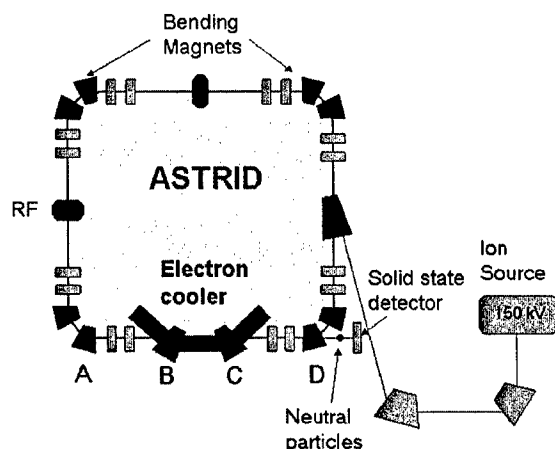 Bending
Magnets
ASTRID
RF
Electron
cooler
Solid state
detector
Ion
Source
150 kV
A
B
C
D
Neutral
particles